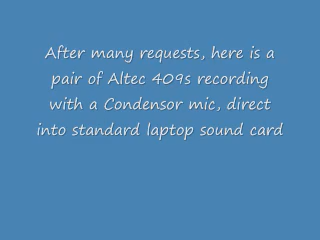 After many requests, here is a
pair of Altec 409s recording
with a Condensor mic, direct
into standard laptop sound card